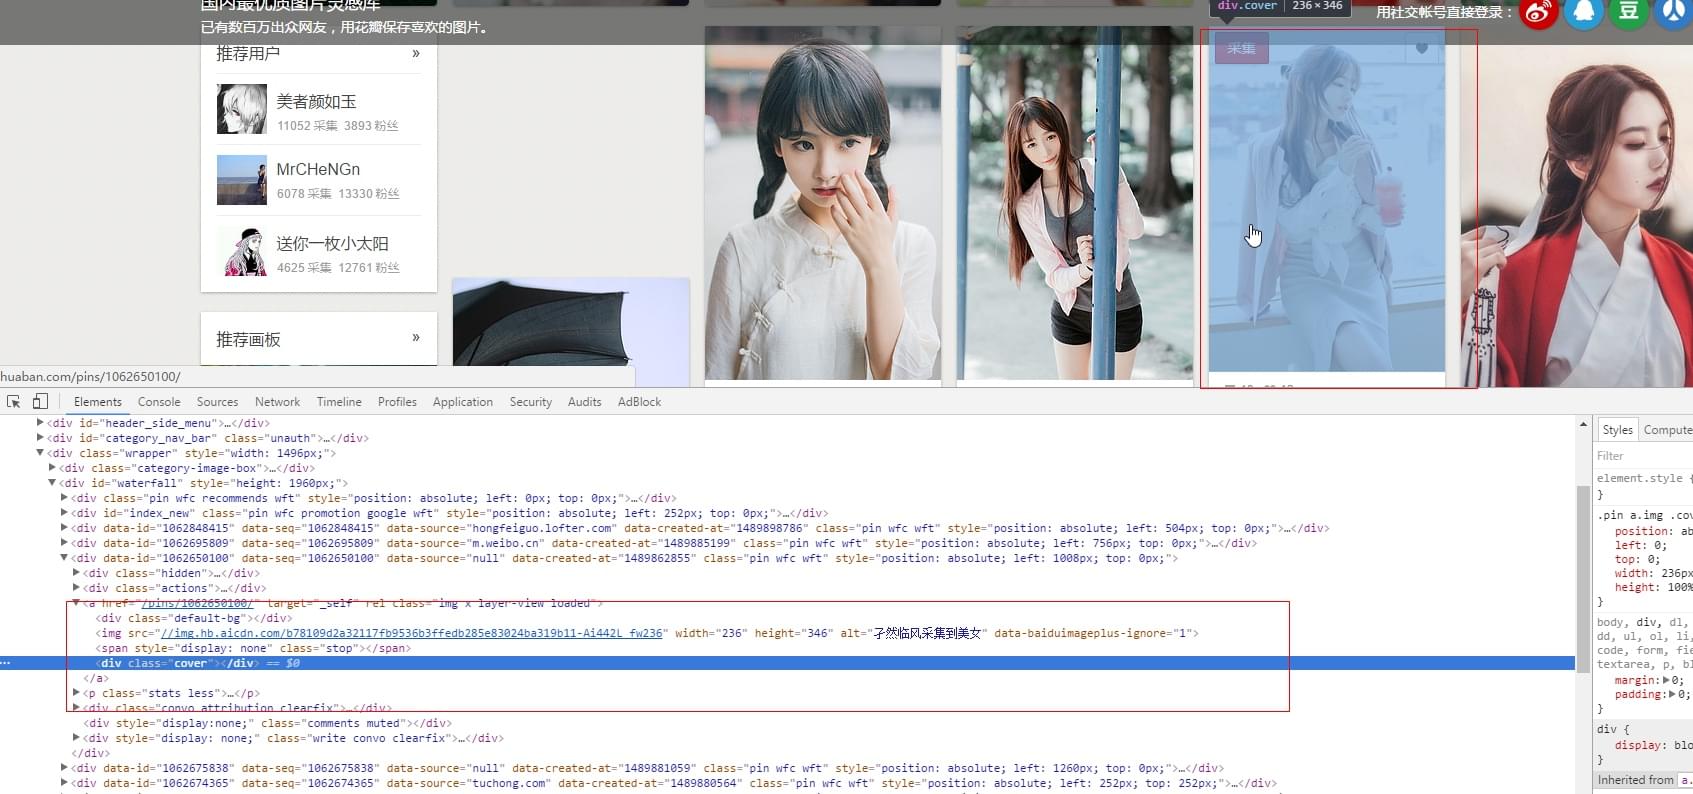 国内最优质图片灵感库
已有数百万出众网友，用花瓣保存喜欢的图片。
div.cover | 236×346
用社交帐号直接登录：
豆
人
推荐用户 »
美者颜如玉
11052 采集 3893 粉丝
MrCHeNGn
6078 采集 13330 粉丝
送你一枚小太阳
4625 采集 12761 粉丝
推荐画板 »
采集
huaban.com/pins/1062650100/
Elements Console Sources Network Timeline Profiles Application Security Audits AdBlock
▶<div id="header_side_menu">…</div>
▶<div id="category_nav_bar" class="unauth">…</div>
▼<div class="wrapper" style="width: 1496px;">
▶<div class="category-image-box">…</div>
▼<div id="waterfall" style="height: 1960px;">
▶<div class="pin wfc recommends wft" style="position: absolute; left: 0px; top: 0px;">…</div>
▶<div id="index_new" class="pin wfc promotion google wft" style="position: absolute; left: 252px; top: 0px;">…</div>
▶<div data-id="1062848415" data-seq="1062848415" data-source="hongfeiguo.lofter.com" data-created-at="1489898786" class="pin wfc wft" style="position: absolute; left: 504px; top: 0px;">…</div>
▶<div data-id="1062695809" data-seq="1062695809" data-source="m.weibo.cn" data-created-at="1489885199" class="pin wfc wft" style="position: absolute; left: 756px; top: 0px;">…</div>
▼<div data-id="1062650100" data-seq="1062650100" data-source="null" data-created-at="1489862855" class="pin wfc wft" style="position: absolute; left: 1008px; top: 0px;">
▶<div class="hidden">…</div>
▶<div class="actions">…</div>
▼<a href="/pins/1062650100/" target="_self" rel class="img x layer-view loaded">
<div class="default-bg"></div>
<img src="//img.hb.aicdn.com/b78109d2a32117fb9536b3ffedb285e83024ba319b11-Ai442L_fw236" width="236" height="346" alt="孑然临风采集到美女" data-baiduimageplus-ignore="1">
<span style="display: none" class="stop"></span>
… <div class="cover"></div> == $0
</a>
▶<p class="stats less">…</p>
▶<div class="convo attribution clearfix">…</div>
<div style="display:none;" class="comments muted"></div>
▶<div style="display: none;" class="write convo clearfix">…</div>
</div>
▶<div data-id="1062675838" data-seq="1062675838" data-source="null" data-created-at="1489881059" class="pin wfc wft" style="position: absolute; left: 1260px; top: 0px;">…</div>
▶<div data-id="1062674365" data-seq="1062674365" data-source="tuchong.com" data-created-at="1489880564" class="pin wfc wft" style="position: absolute; left: 252px; top: 252px;">…</div>
Styles Compute
Filter
element.style {
}
.pin a.img .cov
position: ab
left: 0;
top: 0;
width: 236px
height: 100%
}
body, div, dl,
dd, ul, ol, li,
code, form, fie
textarea, p, bl
margin:▶0;
padding:▶0;
}
div {
display: blo
}
Inherited from a.